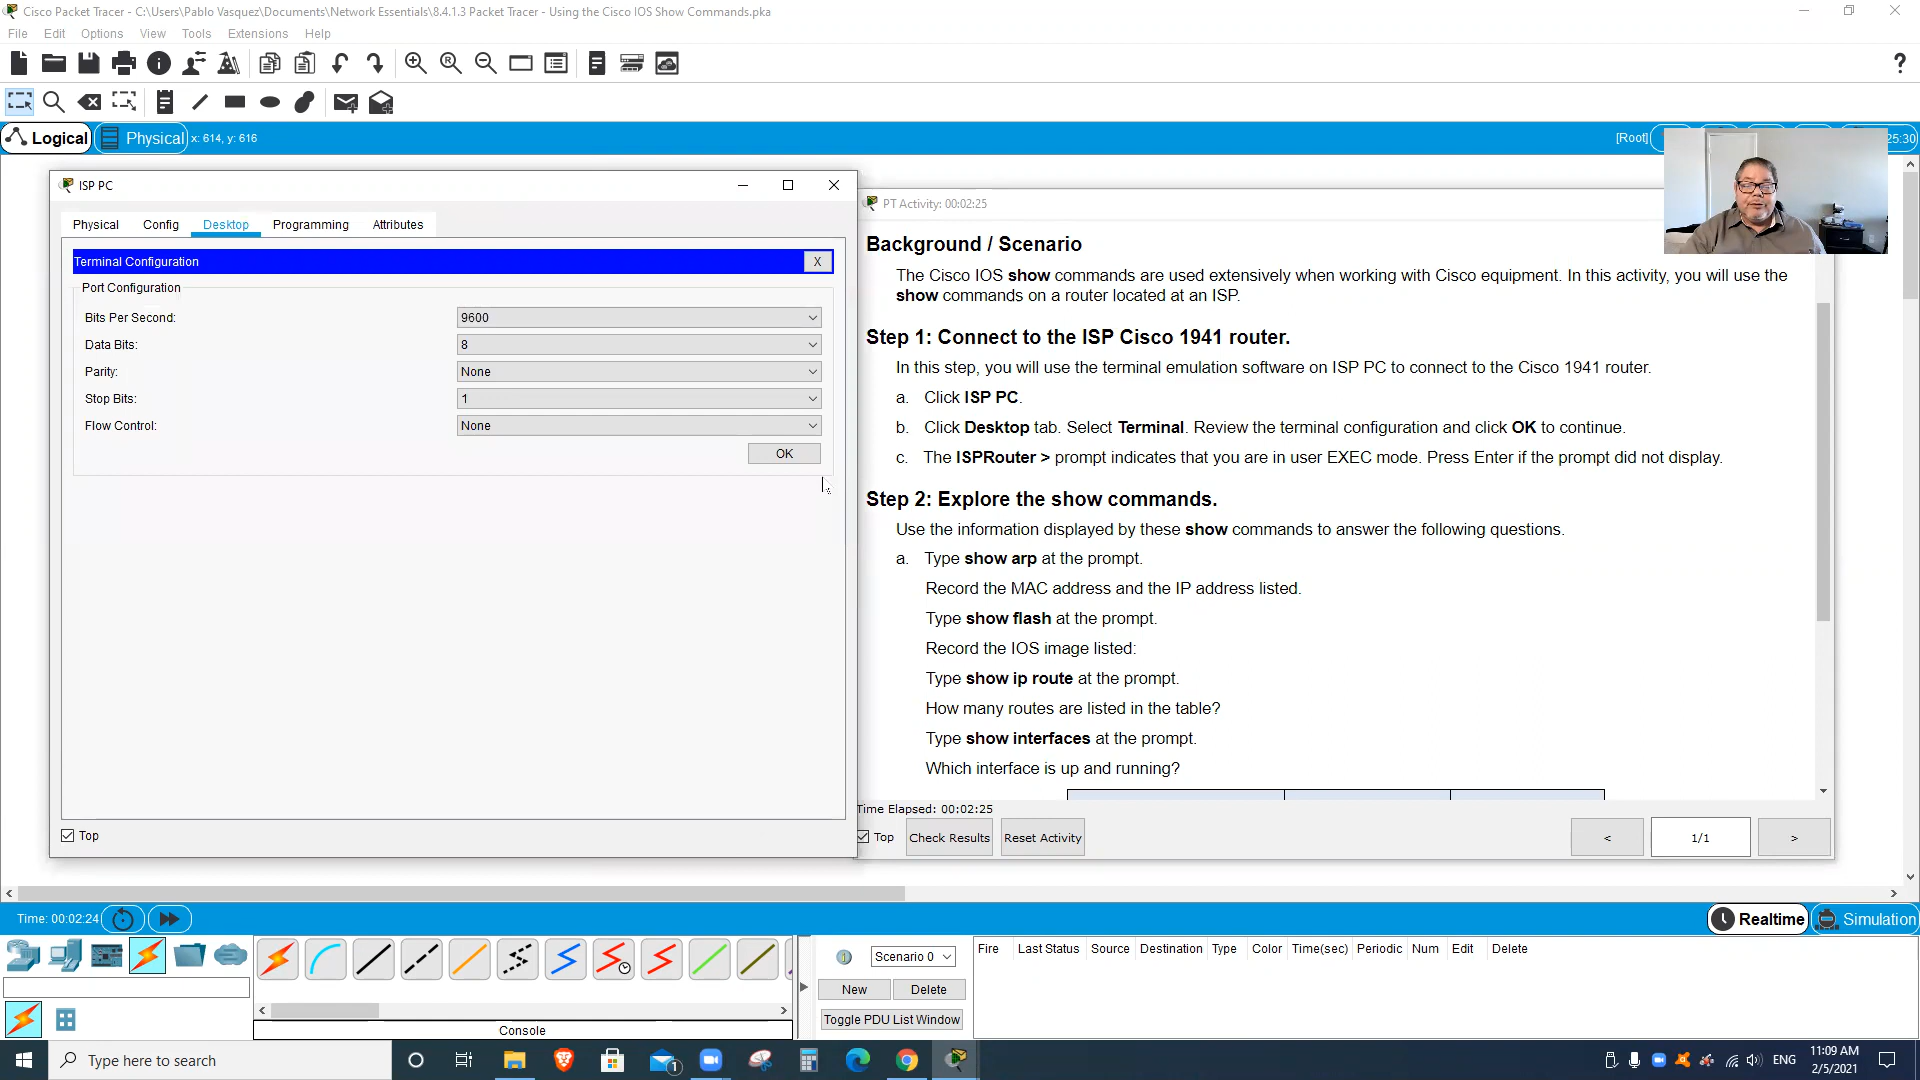 Cisco Packet Tracer - C:\Users\Pablo Vasquez\Documents\Network Essentials\8.4.1.3 Packet Tracer - Using the Cisco IOS Show Commands.pka
File Edit Options View Tools Extensions Help
Logical Physical x: 614, y: 616 [Root] 25:30
ISP PC
Physical Config Desktop Programming Attributes
Terminal Configuration X
Port Configuration
Bits Per Second: 9600
Data Bits: 8
Parity: None
Stop Bits: 1
Flow Control: None
OK
Top
PT Activity: 00:02:25
Background / Scenario
The Cisco IOS show commands are used extensively when working with Cisco equipment. In this activity, you will use the
show commands on a router located at an ISP.
Step 1: Connect to the ISP Cisco 1941 router.
In this step, you will use the terminal emulation software on ISP PC to connect to the Cisco 1941 router.
a. Click ISP PC.
b. Click Desktop tab. Select Terminal. Review the terminal configuration and click OK to continue.
c. The ISPRouter > prompt indicates that you are in user EXEC mode. Press Enter if the prompt did not display.
Step 2: Explore the show commands.
Use the information displayed by these show commands to answer the following questions.
a. Type show arp at the prompt.
Record the MAC address and the IP address listed.
Type show flash at the prompt.
Record the IOS image listed:
Type show ip route at the prompt.
How many routes are listed in the table?
Type show interfaces at the prompt.
Which interface is up and running?
Time Elapsed: 00:02:25
Top Check Results Reset Activity < 1/1 >
Time: 00:02:24 Realtime Simulation
Scenario 0
New Delete
Toggle PDU List Window
Fire Last Status Source Destination Type Color Time(sec) Periodic Num Edit Delete
Console
Type here to search
1
ENG
11:09 AM
2/5/2021